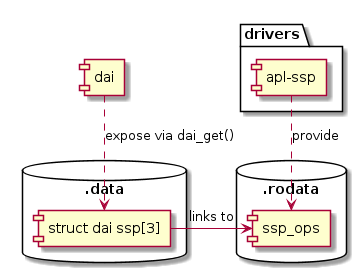 drivers
dai
apl-ssp
expose via dai_get()
provide
.data
.rodata
struct dai ssp[3]
links to
ssp_ops